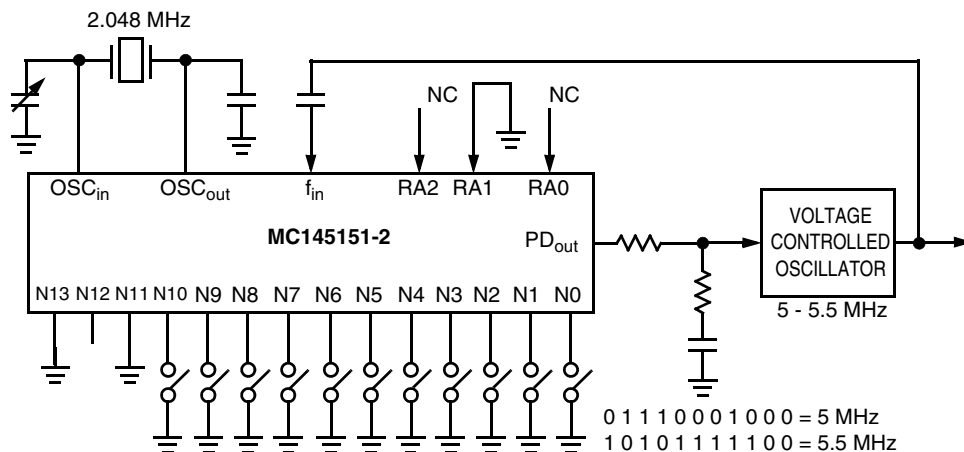 2.048 MHz
NC NC
OSCin OSCout fin RA2 RA1 RA0
MC145151-2
PDout
VOLTAGE
CONTROLLED
OSCILLATOR
5 - 5.5 MHz
N13 N12 N11 N10 N9 N8 N7 N6 N5 N4 N3 N2 N1 N0
0 1 1 1 0 0 0 1 0 0 0 = 5 MHz
1 0 1 0 1 1 1 1 1 0 0 = 5.5 MHz